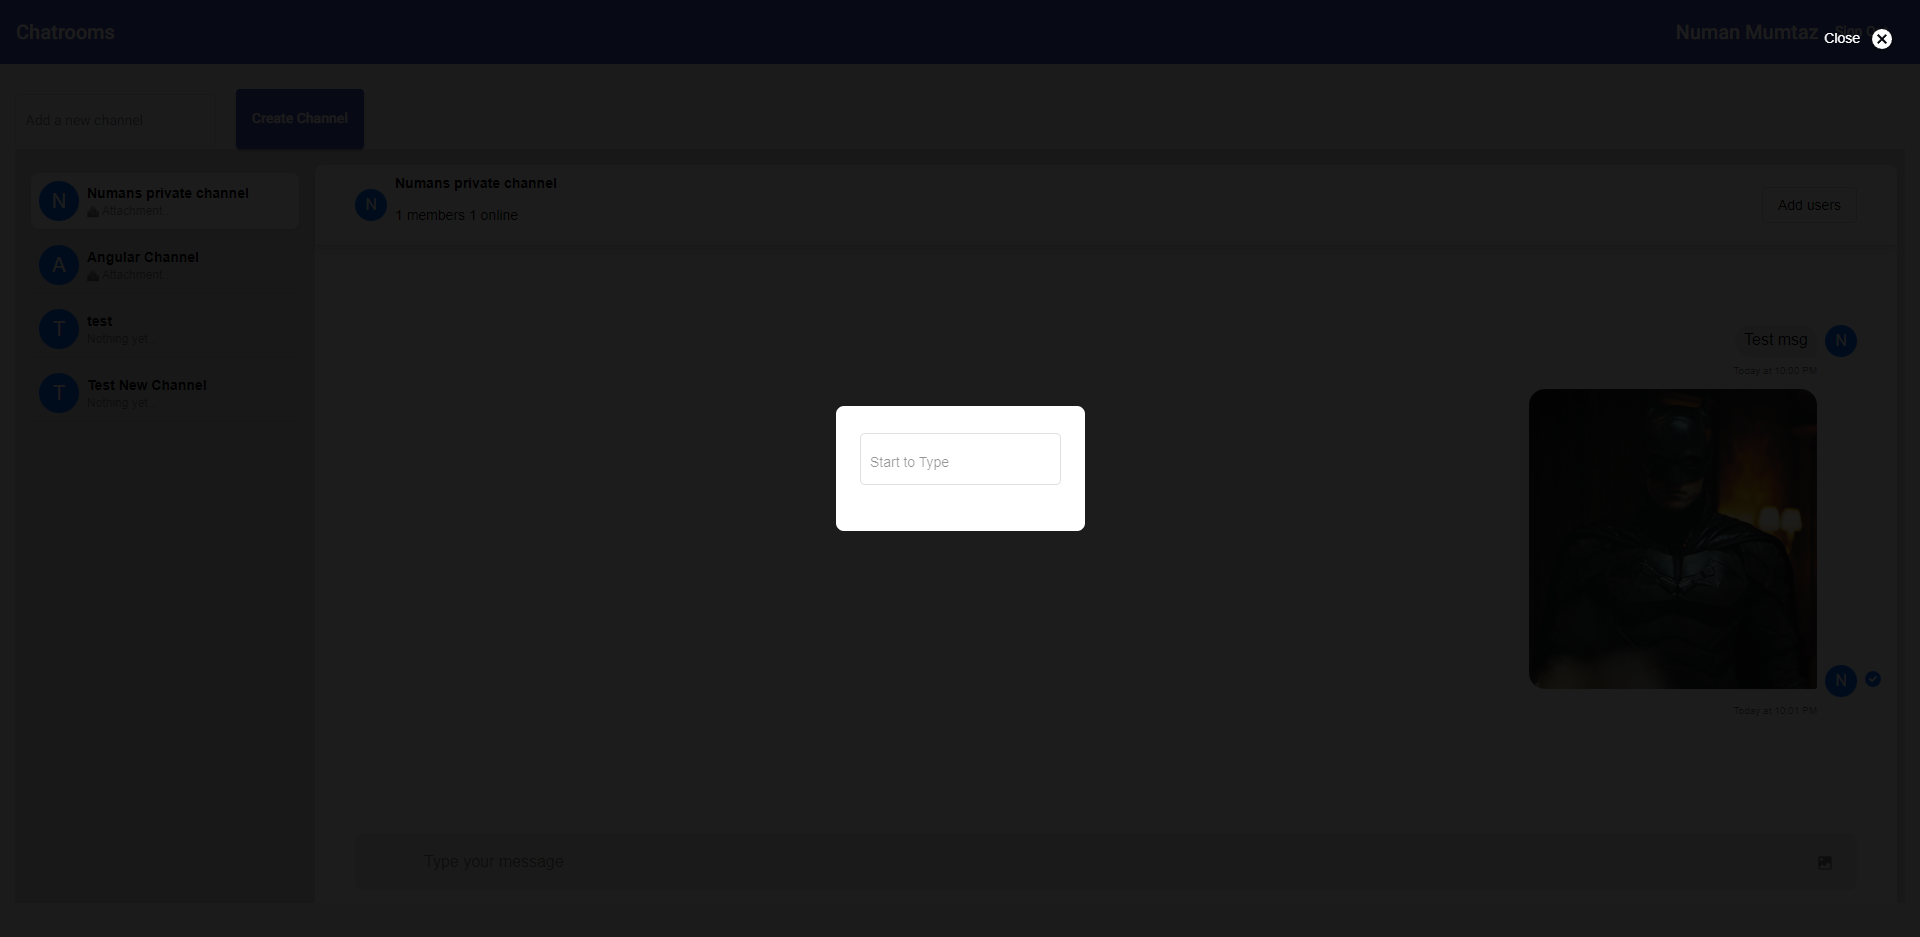 Chatrooms
Numan Mumtaz
Close
Add a new channel
Create Channel
N
Numans private channel
Attachment...
A
Angular Channel
Attachment...
T
test
Nothing yet...
T
Test New Channel
Nothing yet...
N
Numans private channel
1 members 1 online
Add users
Test msg
N
Today at 10:00 PM
N
Today at 10:01 PM
Start to Type
Type your message